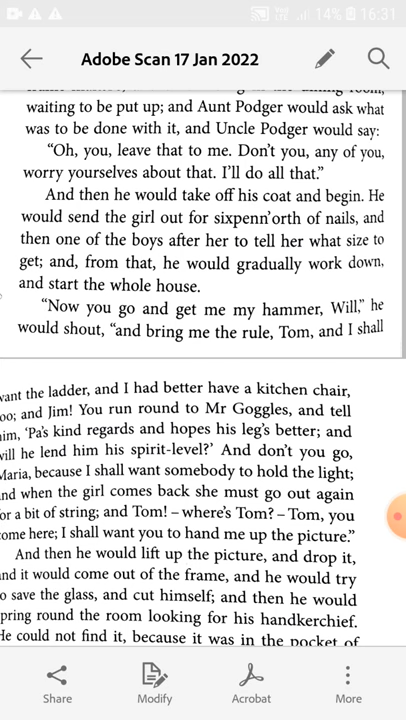 14% 16:31
Adobe Scan 17 Jan 2022
waiting to be put up; and Aunt Podger would ask what
was to be done with it, and Uncle Podger would say:
“Oh, you, leave that to me. Don’t you, any of you,
worry yourselves about that. I’ll do all that.”
And then he would take off his coat and begin. He
would send the girl out for sixpenn’orth of nails, and
then one of the boys after her to tell her what size to
get; and, from that, he would gradually work down,
and start the whole house.
“Now you go and get me my hammer, Will,” he
would shout, “and bring me the rule, Tom, and I shall
want the ladder, and I had better have a kitchen chair,
oo; and Jim! You run round to Mr Goggles, and tell
im, ‘Pa’s kind regards and hopes his leg’s better; and
will he lend him his spirit-level?’ And don’t you go,
Maria, because I shall want somebody to hold the light;
nd when the girl comes back she must go out again
or a bit of string; and Tom! – where’s Tom? – Tom, you
ome here; I shall want you to hand me up the picture.”
And then he would lift up the picture, and drop it,
nd it would come out of the frame, and he would try
o save the glass, and cut himself; and then he would
pring round the room looking for his handkerchief.
He could not find it, because it was in the pocket of
Share Modify Acrobat More